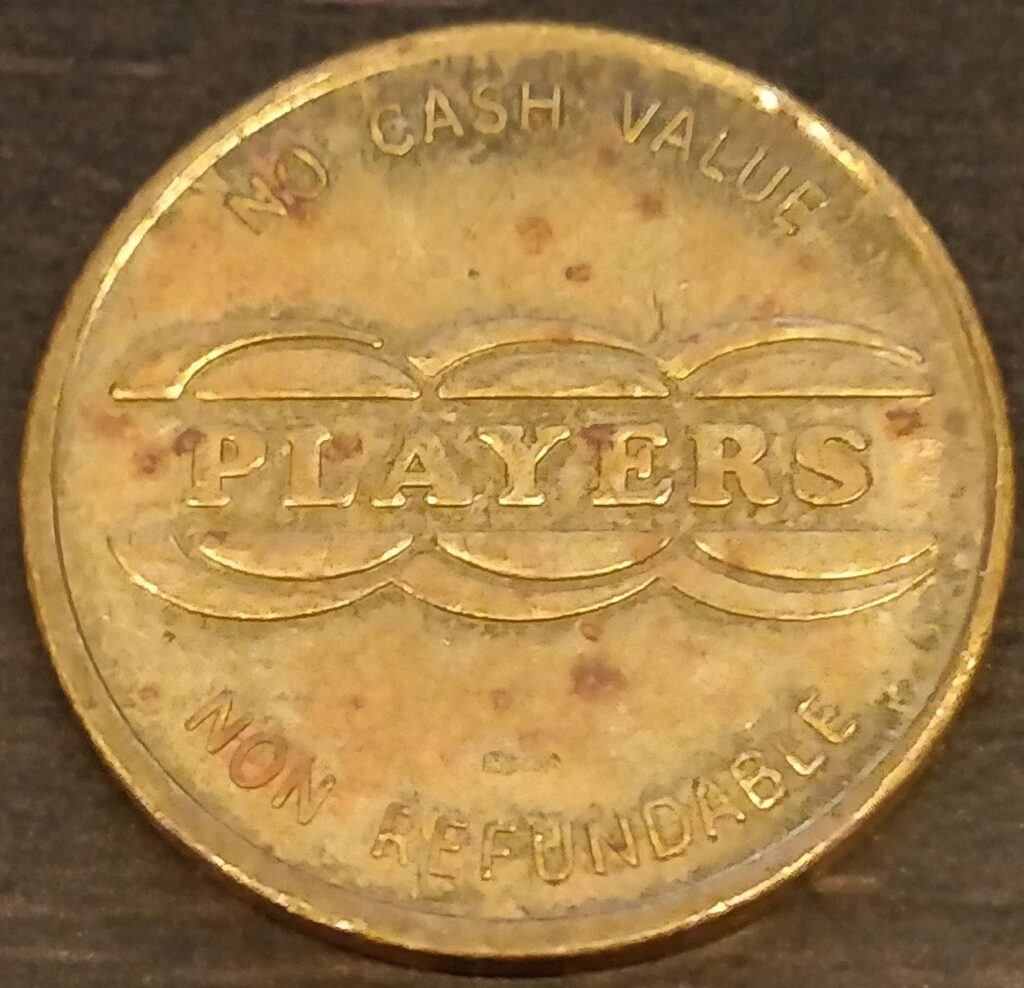 NO CASH VALUE
PLAYERS
NON REFUNDABLE